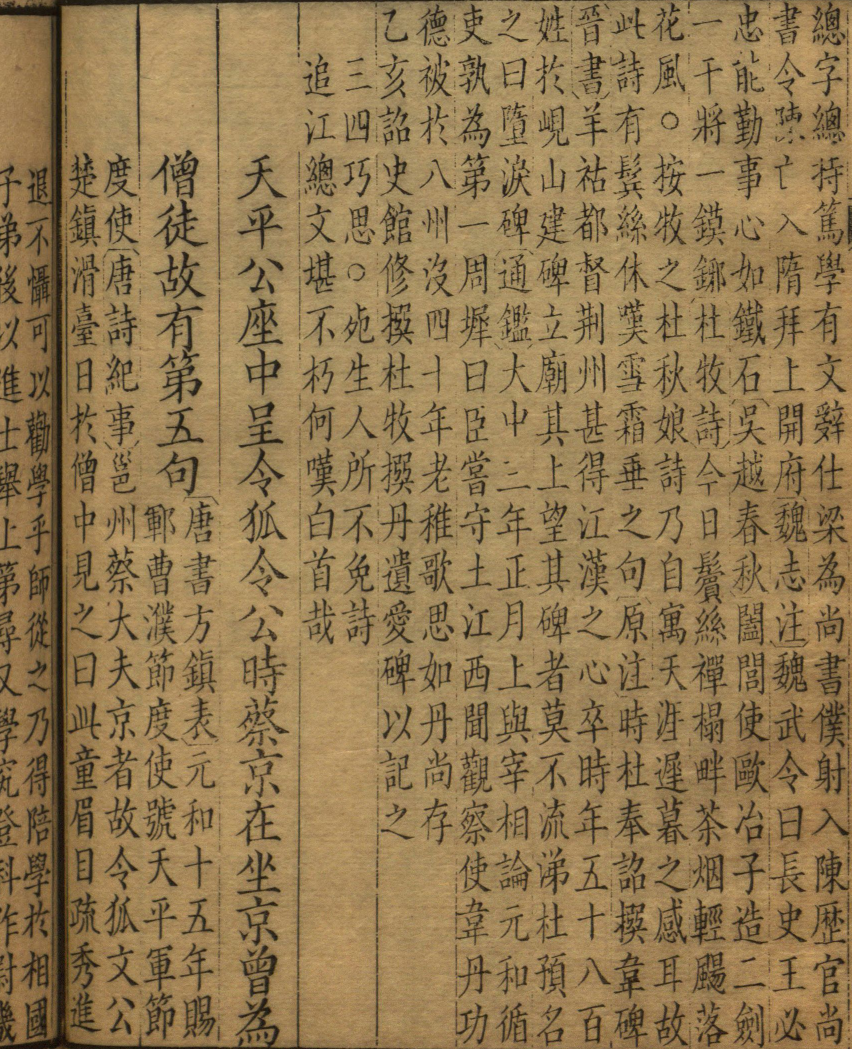 總字總持篤學有文辭仕梁為尚書僕射入陳歷官尚
書令陳亡入隋拜上開府魏志注魏武令曰長史王必
忠能勤事心如鐵石吳越春秋闔閭使歐冶子造二劍
一干將一鏌鋣杜牧詩今日鬢絲禪榻畔茶烟輕颺落
花風○按牧之杜秋娘詩乃自寓天涯遲暮之感耳故
此詩有鬂絲休嘆雪霜垂之句原注時杜奉詔撰韋碑
晉書羊祜都督荆州甚得江漢之心卒時年五十八百
姓於峴山建碑立廟其上望其碑者莫不流涕杜預名
之曰墮淚碑通鑑大中三年正月上與宰相論元和循
吏孰為第一周墀曰臣嘗守土江西聞觀察使韋丹功
德被於八州沒四十年老稚歌思如丹尚存
乙亥詔史館修撰杜牧撰丹遺愛碑以記之
三四巧思○宛生人所不免詩
追江總文堪不朽何嘆白首哉
天平公座中呈令狐令公時蔡京在坐京曾為
僧徒故有第五句
唐書方鎮表元和十五年賜
鄆曹濮節度使號天平軍節
度使唐詩紀事邕州蔡大夫京者故令狐文公
楚鎮滑臺日於僧中見之曰此童眉目疏秀進
退不懾可以勸學乎師從之乃得陪學於相國
子弟後以進士舉上第尋又學究登科作尉畿